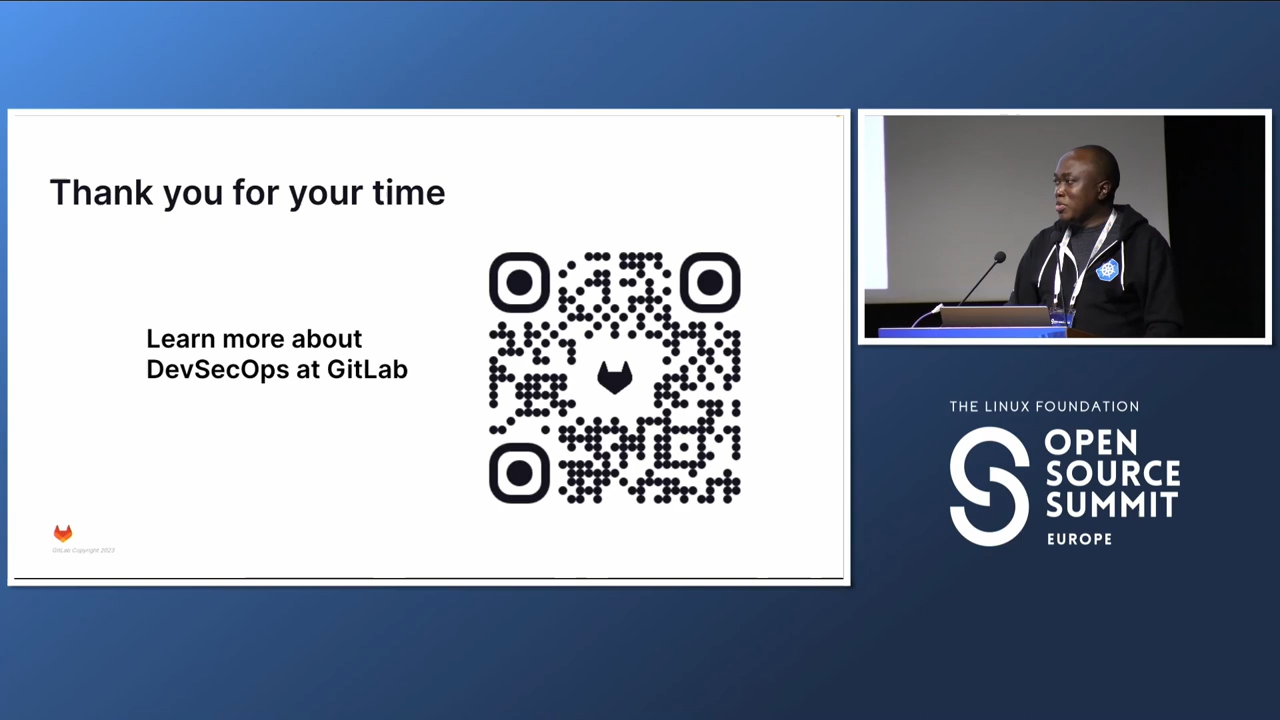 Thank you for your time
Learn more about
DevSecOps at GitLab
GitLab Copyright 2023
THE LINUX FOUNDATION
OPEN
SOURCE
SUMMIT
EUROPE